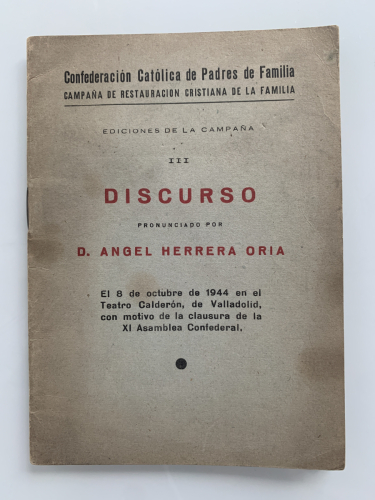 Confederación Católica de Padres de Familia
CAMPAÑA DE RESTAURACION CRISTIANA DE LA FAMILIA
EDICIONES DE LA CAMPAÑA
III
DISCURSO
PRONUNCIADO POR
D. ANGEL HERRERA ORIA
El 8 de octubre de 1944 en el
Teatro Calderón, de Valladolid,
con motivo de la clausura de la
XI Asamblea Confederal.